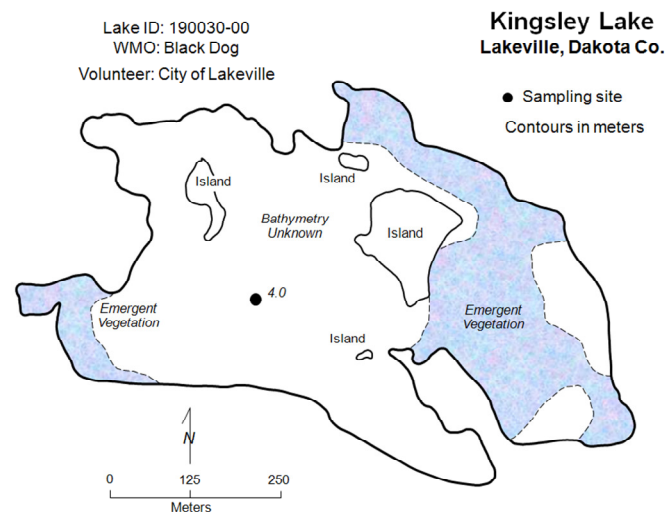 Lake ID: 190030-00
WMO: Black Dog
Volunteer: City of Lakeville
Kingsley Lake
Lakeville, Dakota Co.
Sampling site
Contours in meters
Island
Island
Bathymetry
Unknown
Island
4.0
Emergent
Vegetation
Emergent
Vegetation
Island
N
0 125 250
Meters